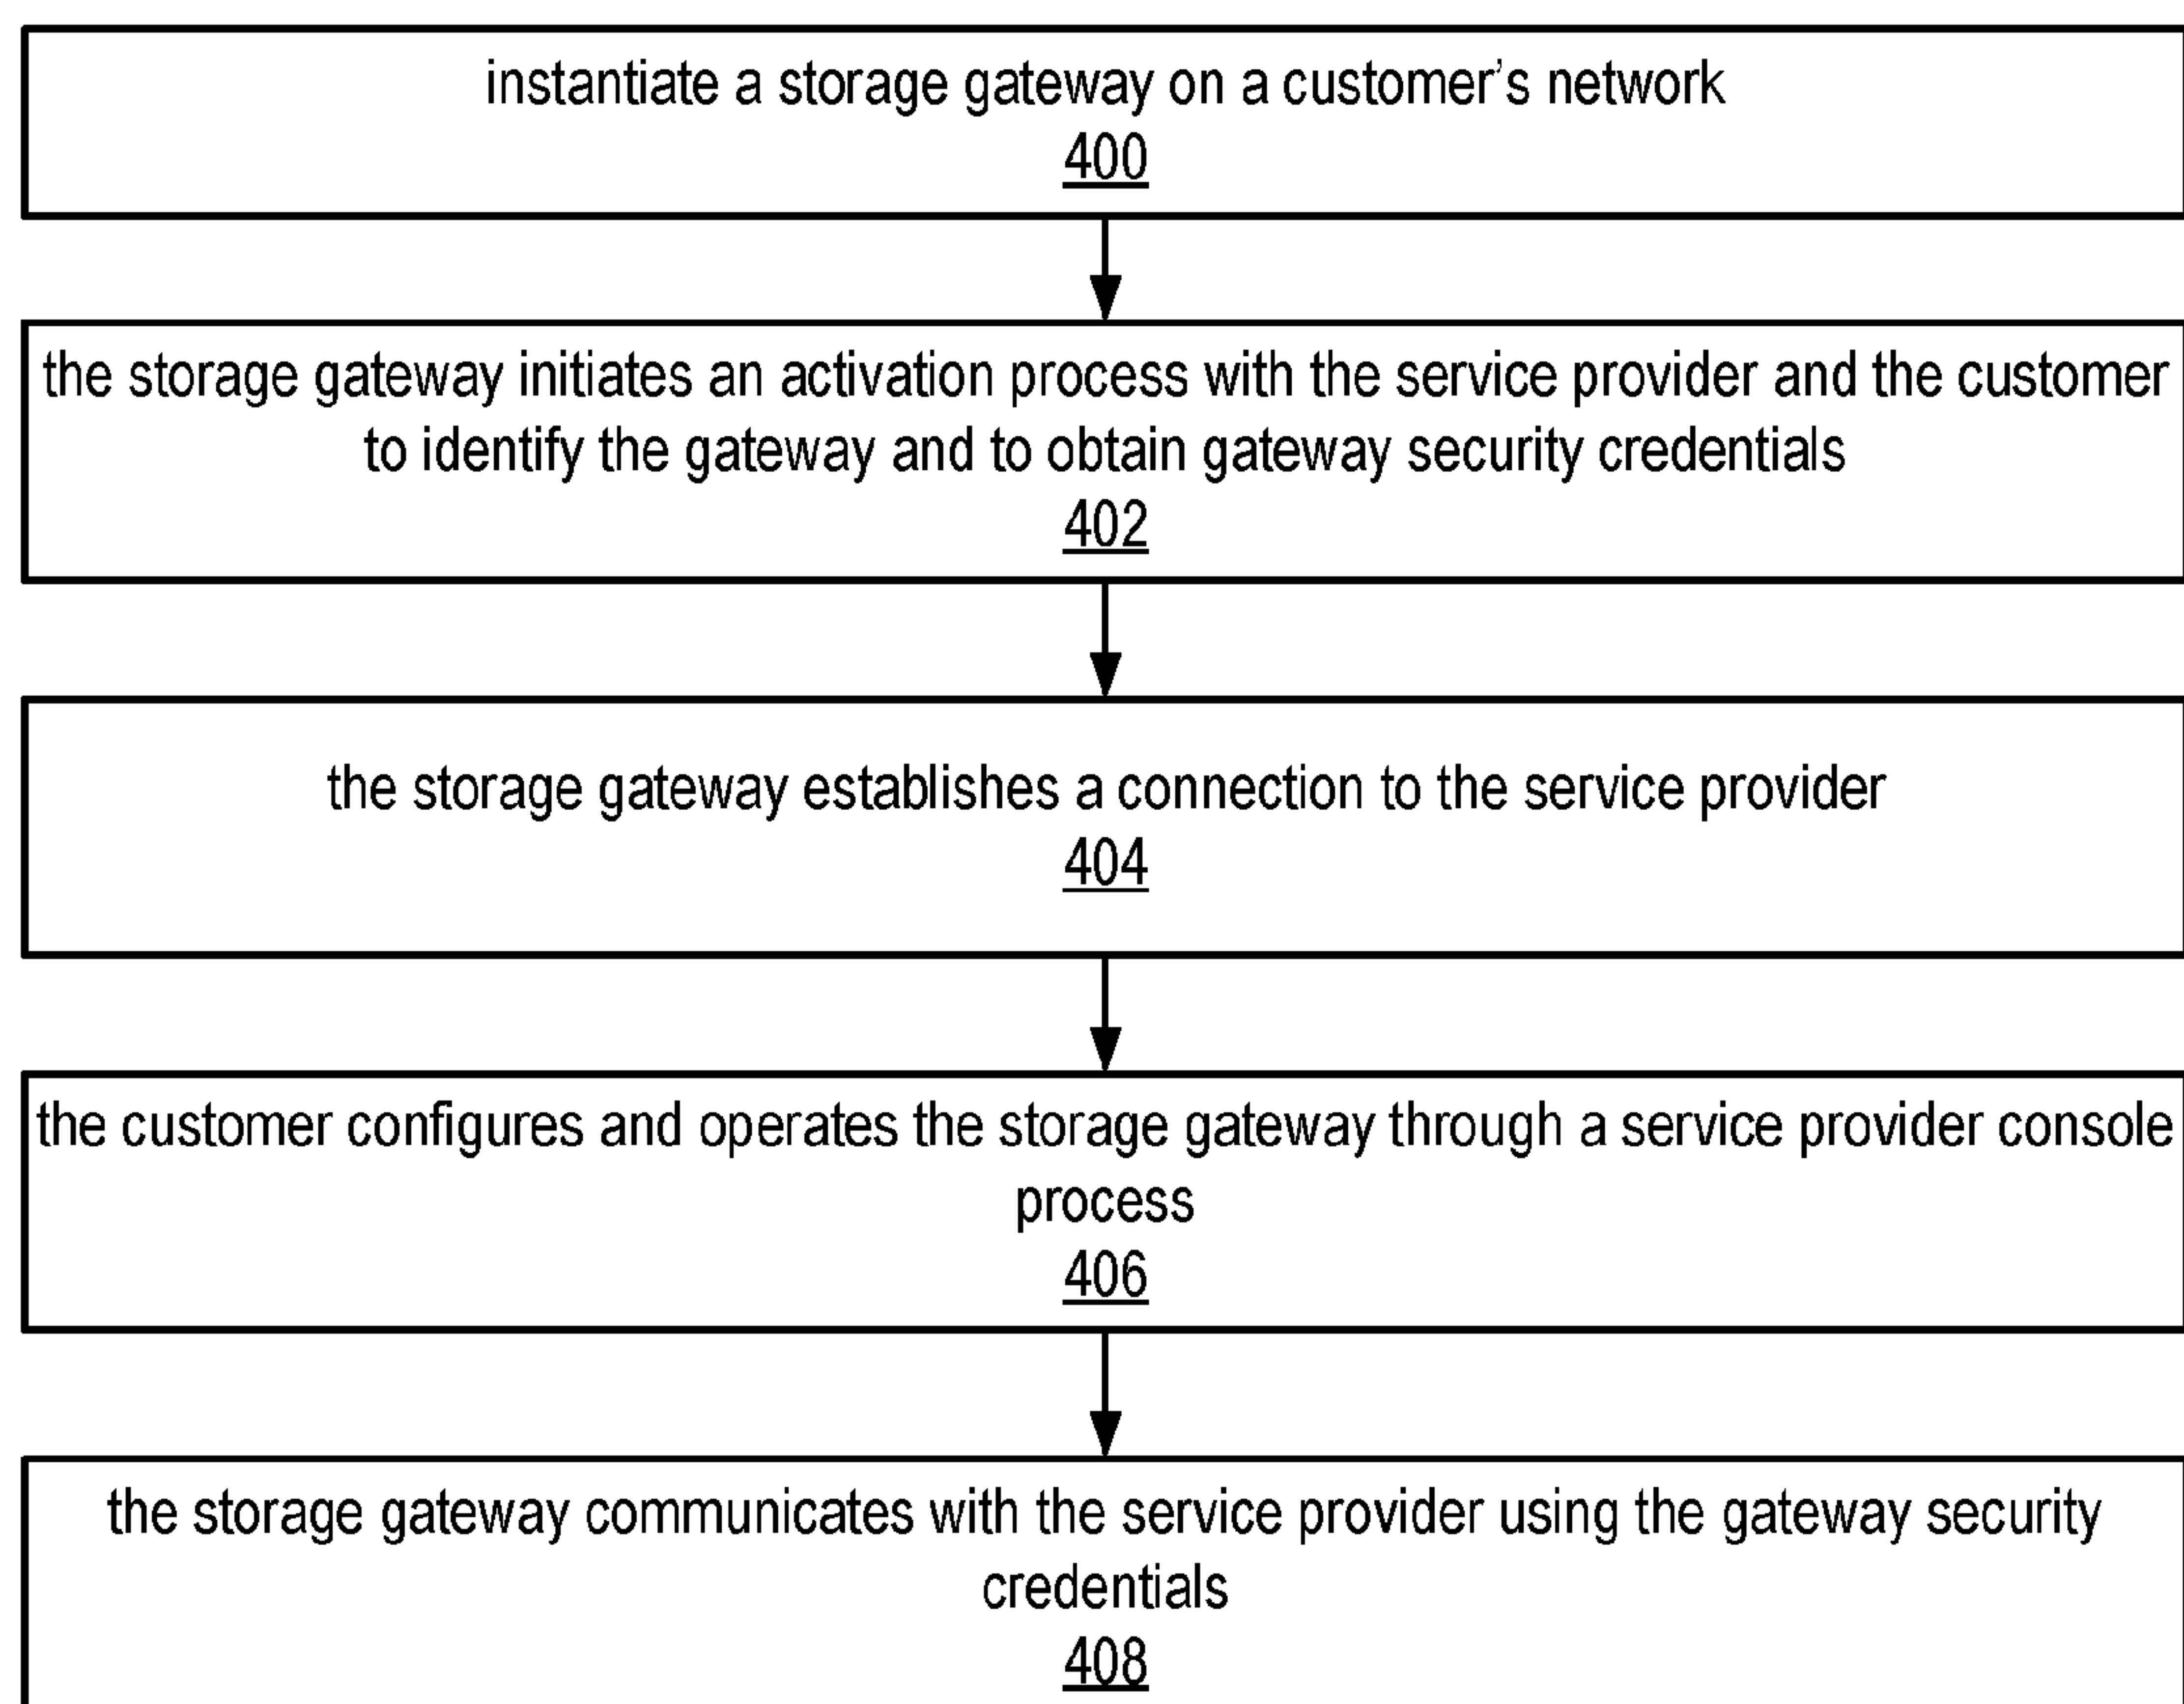 instantiate a storage gateway on a customer’s network
400
the storage gateway initiates an activation process with the service provider and the customer
to identify the gateway and to obtain gateway security credentials
402
the storage gateway establishes a connection to the service provider
404
the customer configures and operates the storage gateway through a service provider console
process
406
the storage gateway communicates with the service provider using the gateway security
credentials
408